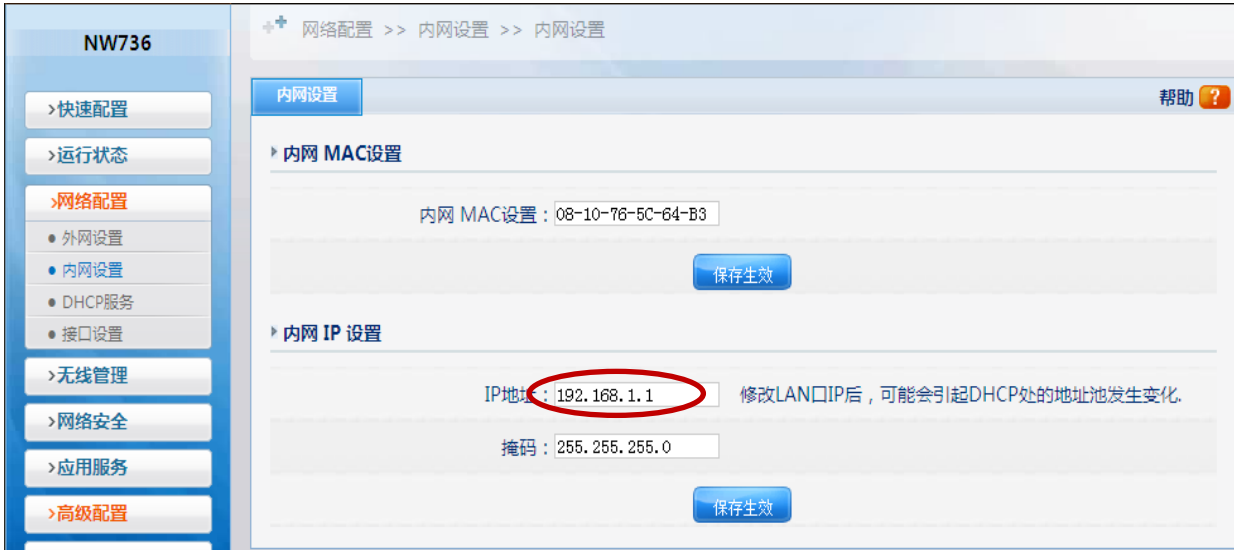 NW736
网络配置 >> 内网设置 >> 内网设置
内网设置
帮助 ?
>快速配置
>运行状态
>网络配置
● 外网设置
● 内网设置
● DHCP服务
● 接口设置
>无线管理
>网络安全
>应用服务
>高级配置
内网 MAC设置
内网 MAC设置：08-10-76-5C-64-B3
保存生效
内网 IP 设置
IP地址：192.168.1.1 修改LAN口IP后，可能会引起DHCP处的地址池发生变化.
掩码：255.255.255.0
保存生效